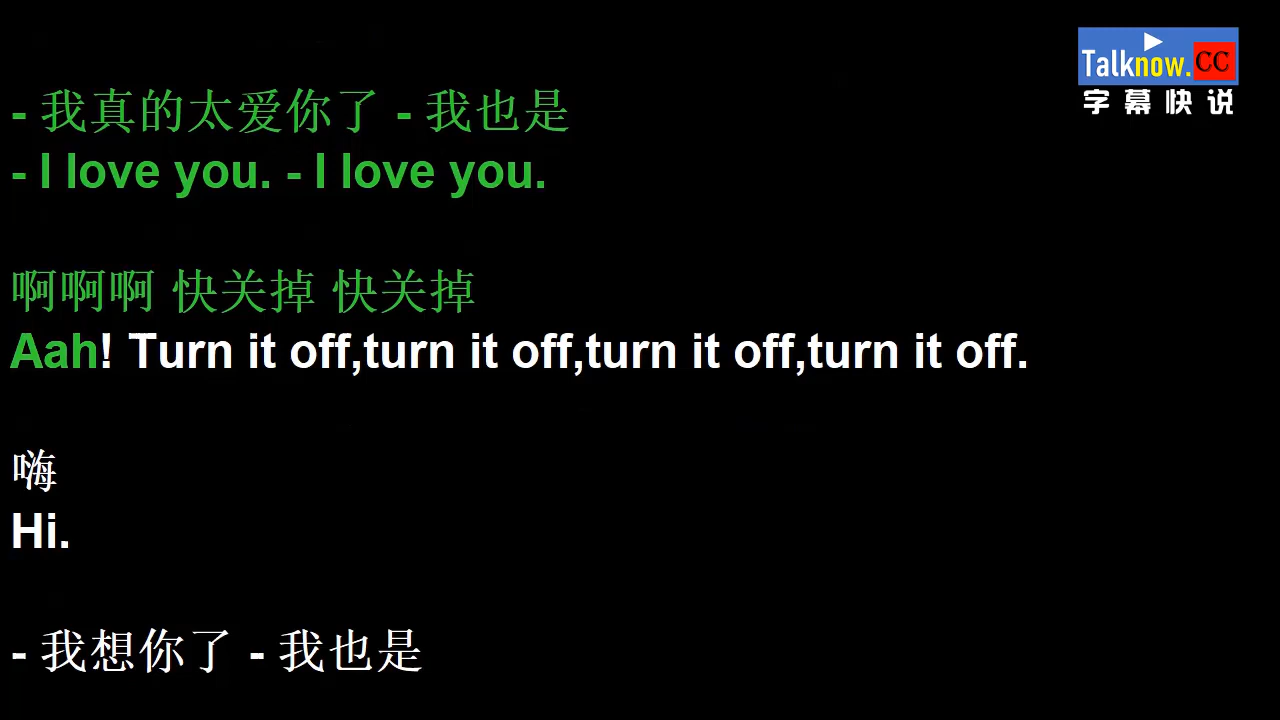 Talknow.CC
字幕快说
- 我真的太爱你了 - 我也是
- I love you. - I love you.
啊啊啊 快关掉 快关掉
Aah! Turn it off,turn it off,turn it off,turn it off.
嗨
Hi.
- 我想你了 - 我也是